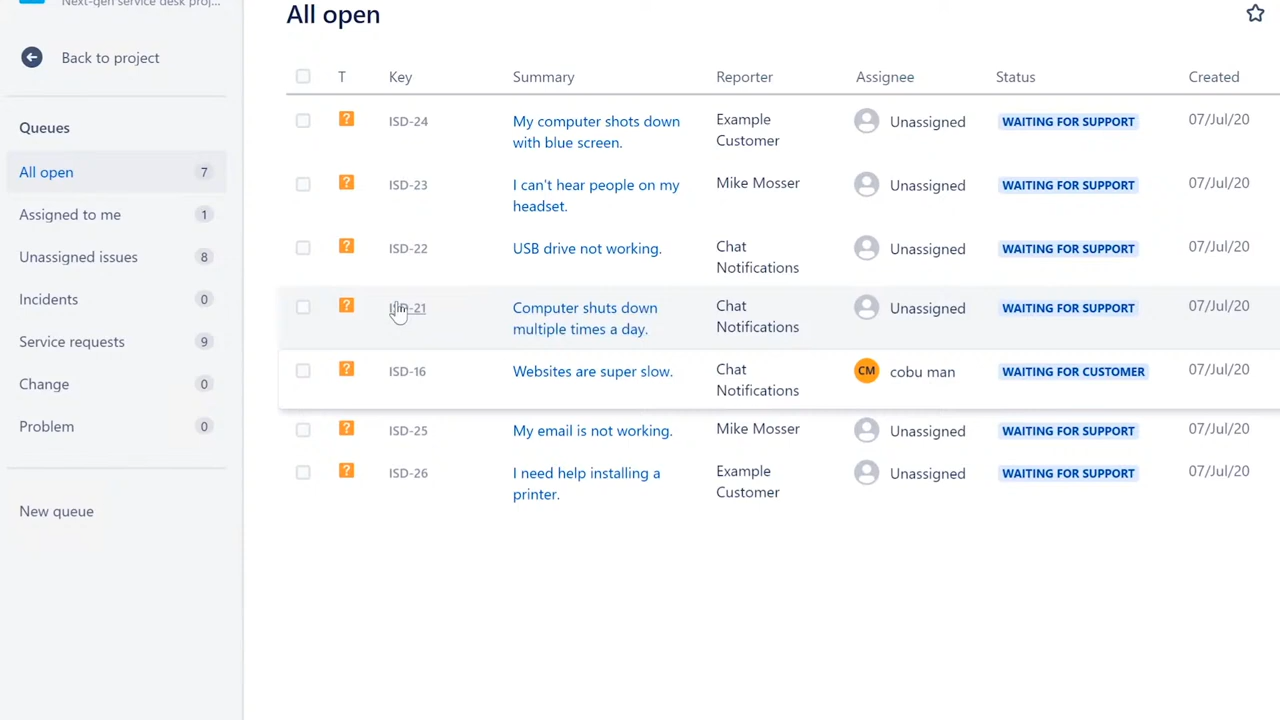 Next-gen service desk proj...
Back to project
Queues
All open 7
Assigned to me 1
Unassigned issues 8
Incidents 0
Service requests 9
Change 0
Problem 0
New queue
All open
T Key Summary Reporter Assignee Status Created
? ISD-24 My computer shots down with blue screen. Example Customer Unassigned WAITING FOR SUPPORT 07/Jul/20
? ISD-23 I can't hear people on my headset. Mike Mosser Unassigned WAITING FOR SUPPORT 07/Jul/20
? ISD-22 USB drive not working. Chat Notifications Unassigned WAITING FOR SUPPORT 07/Jul/20
? ISD-21 Computer shuts down multiple times a day. Chat Notifications Unassigned WAITING FOR SUPPORT 07/Jul/20
? ISD-16 Websites are super slow. Chat Notifications CM cobu man WAITING FOR CUSTOMER 07/Jul/20
? ISD-25 My email is not working. Mike Mosser Unassigned WAITING FOR SUPPORT 07/Jul/20
? ISD-26 I need help installing a printer. Example Customer Unassigned WAITING FOR SUPPORT 07/Jul/20